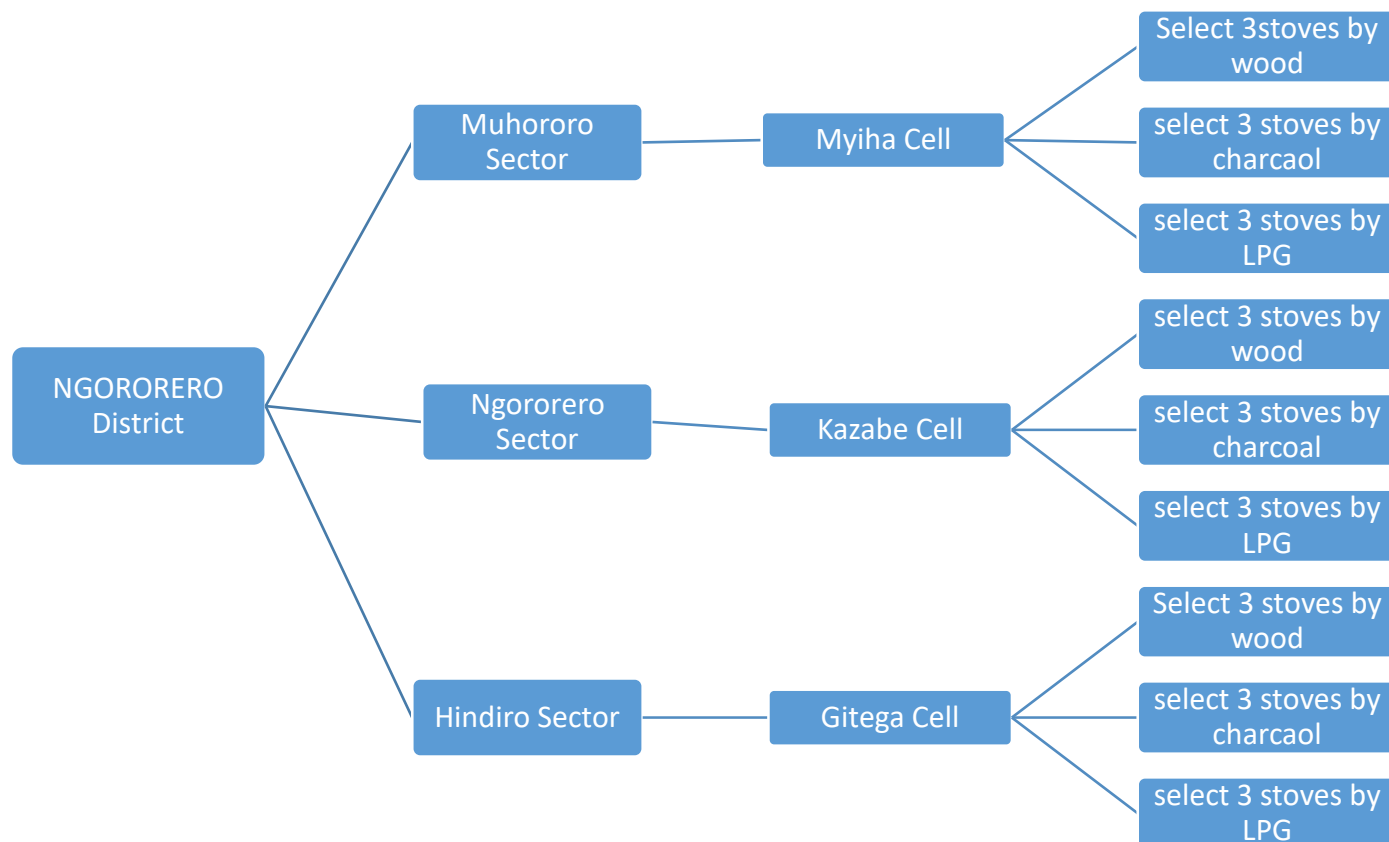 NGORORERO
District
Muhororo
Sector
Myiha Cell
Select 3stoves by
wood
select 3 stoves by
charcaol
select 3 stoves by
LPG
Ngororero
Sector
Kazabe Cell
select 3 stoves by
wood
select 3 stoves by
charcoal
select 3 stoves by
LPG
Hindiro Sector
Gitega Cell
Select 3 stoves by
wood
select 3 stoves by
charcaol
select 3 stoves by
LPG